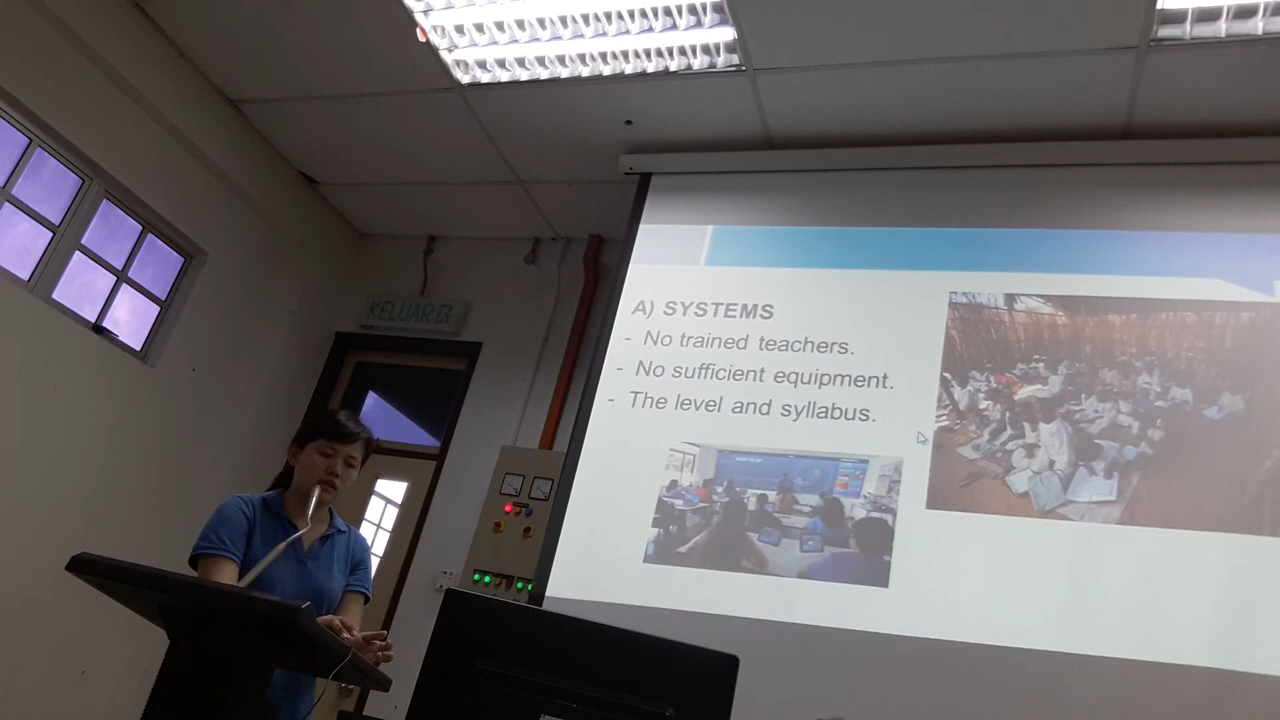 KELUAR
A) SYSTEMS
- No trained teachers.
- No sufficient equipment.
- The level and syllabus.